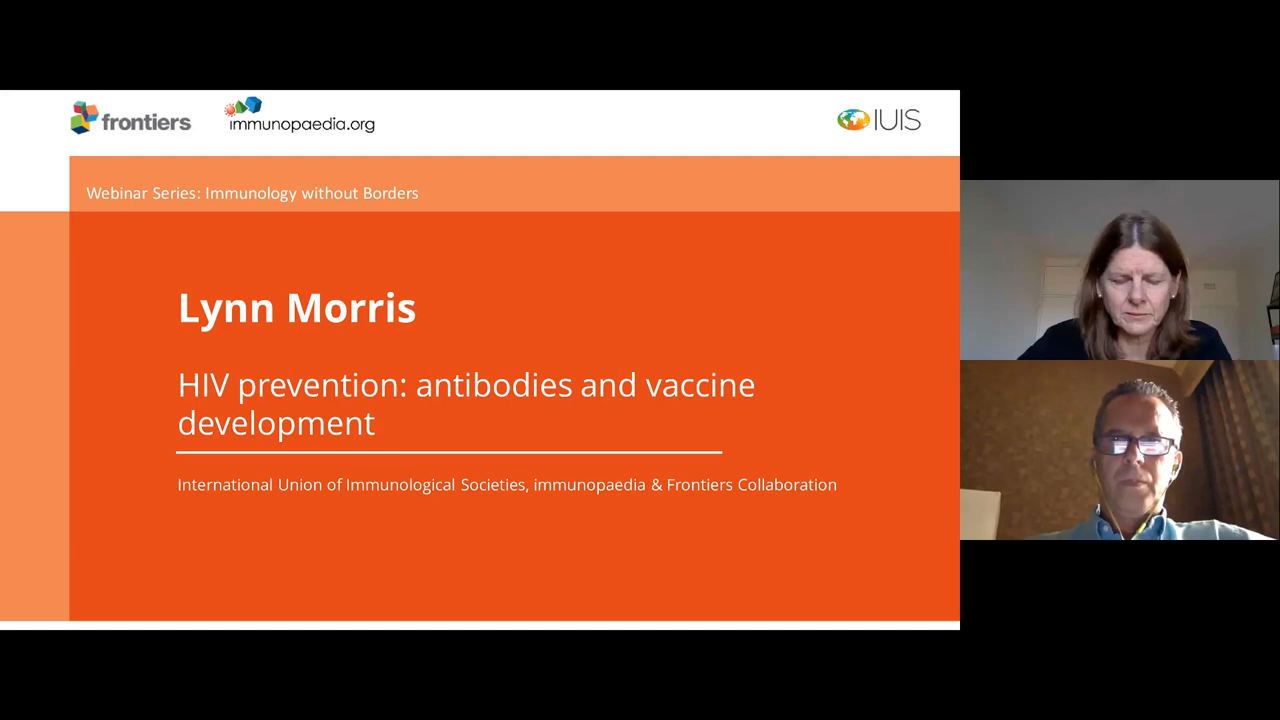 frontiers
immunopaedia.org
IUIS
Webinar Series: Immunology without Borders
Lynn Morris
HIV prevention: antibodies and vaccine
development
International Union of Immunological Societies, immunopaedia & Frontiers Collaboration